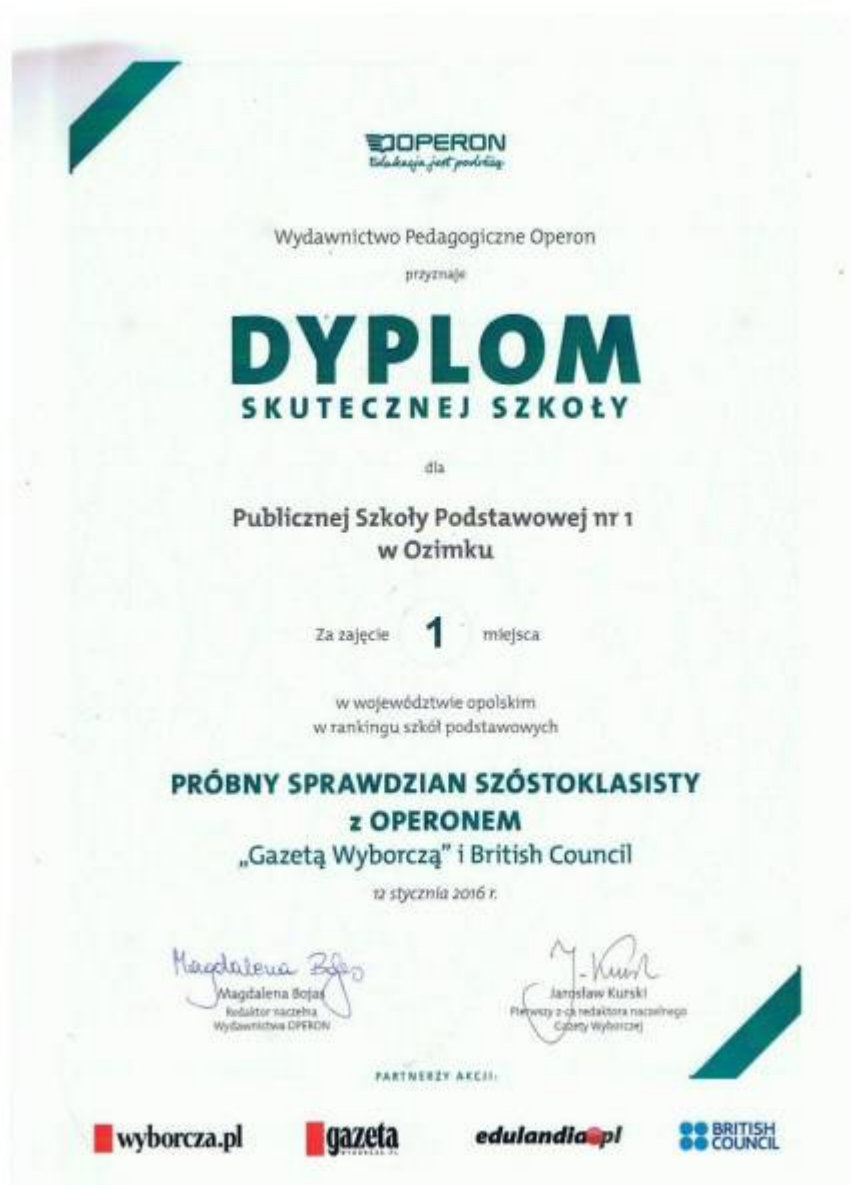 OPERON
Edukacja jest podróżą
Wydawnictwo Pedagogiczne Operon
przyznaje
DYPLOM
SKUTECZNEJ SZKOŁY
dla
Publicznej Szkoły Podstawowej nr 1
w Ozimku
Za zajęcie 1 miejsca
w województwie opolskim
w rankingu szkół podstawowych
PRÓBNY SPRAWDZIAN SZÓSTOKLASISTY
z OPERONEM
„Gazetą Wyborczą” i British Council
12 stycznia 2016 r.
Magdalena Bojas J. Kurski
Magdalena Bojas Jarosław Kurski
Redaktor naczelna Pierwszy z-ca redaktora naczelnego
Wydawnictwa OPERON Gazety Wyborczej
PARTNERZY AKCJI:
wyborcza.pl gazeta WYBORCZA.PL edulandia.pl BRITISH COUNCIL